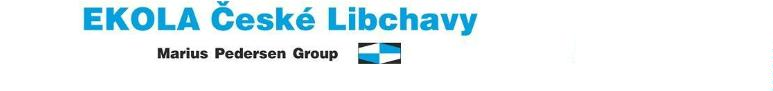 EKOLA České Libchavy
Marius Pedersen Group